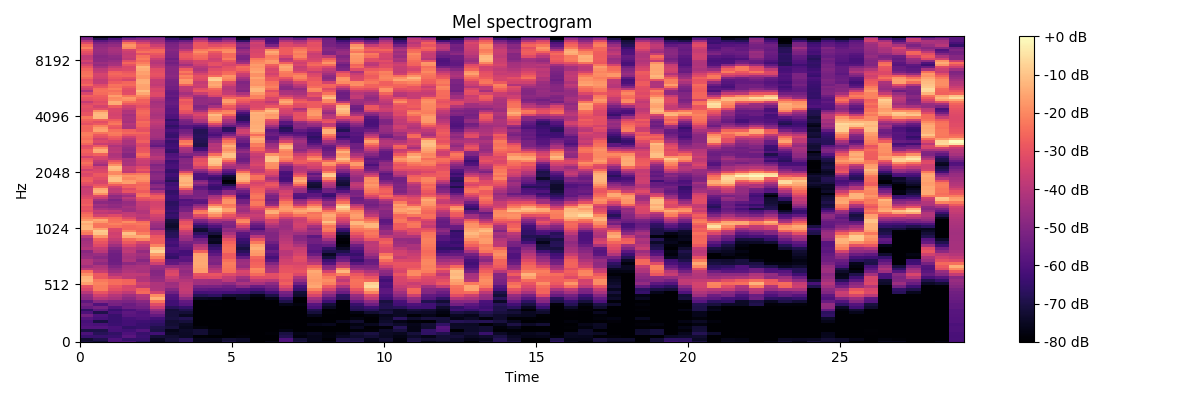 Mel spectrogram
Hz
8192
4096
2048
1024
512
0
0 5 10 15 20 25
Time
+0 dB
-10 dB
-20 dB
-30 dB
-40 dB
-50 dB
-60 dB
-70 dB
-80 dB